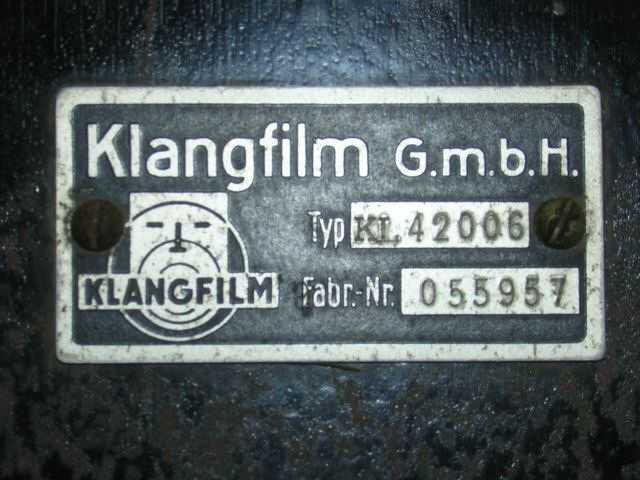 Klangfilm G.m.b.H.
Typ KL 42006
KLANGFILM
Fabr.-Nr. 055957